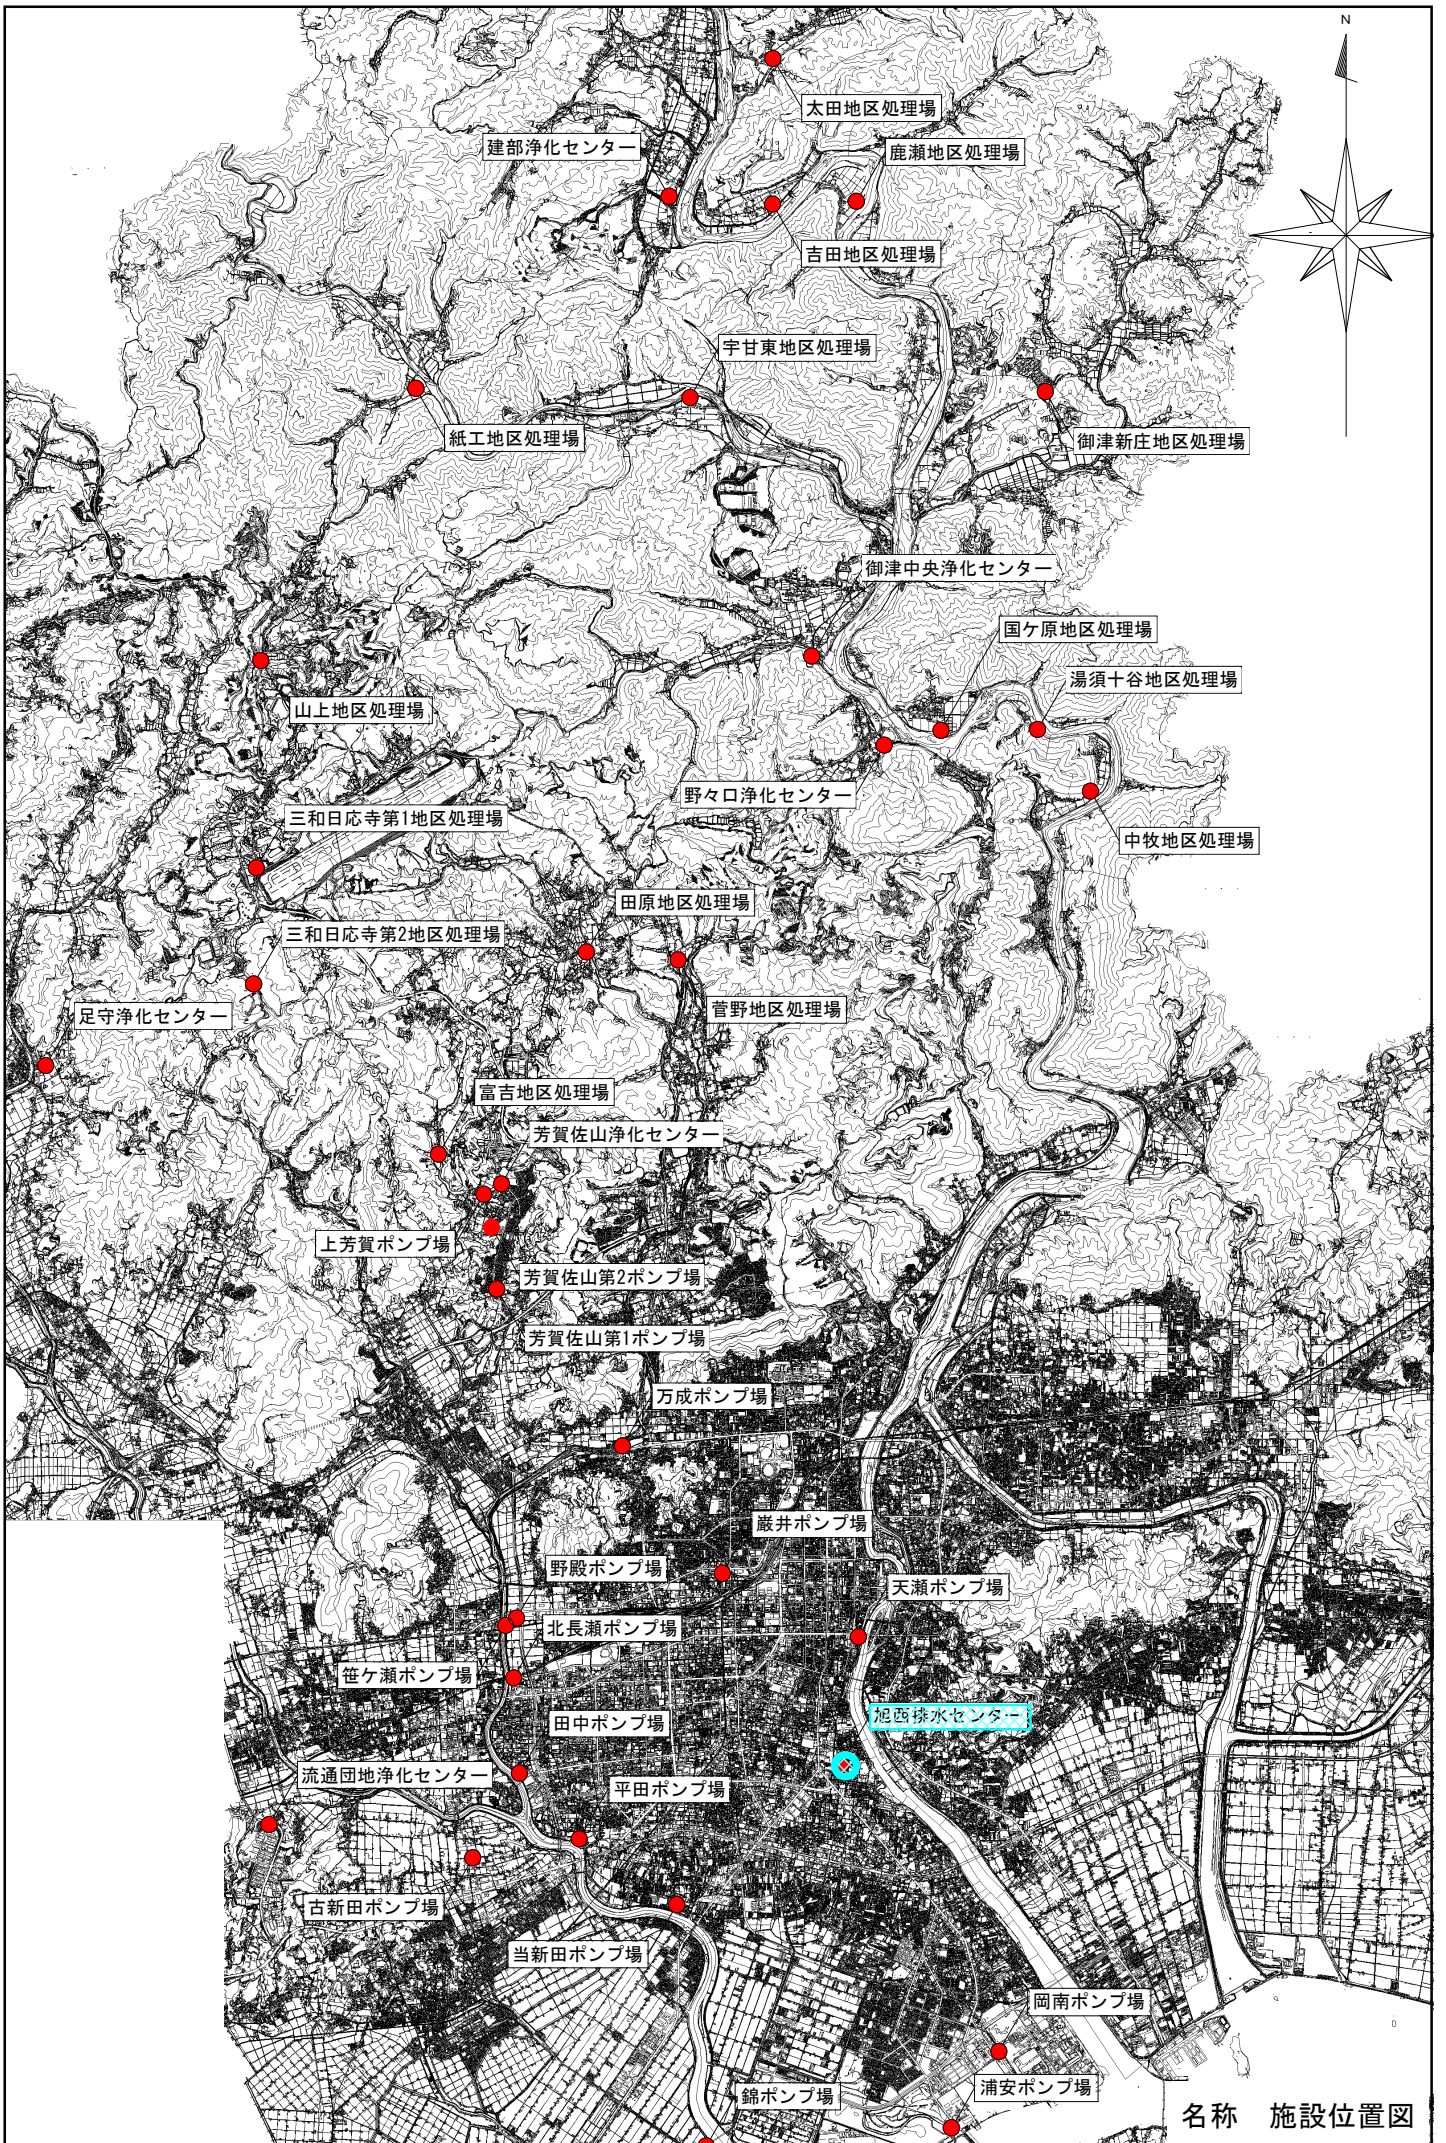 N
太田地区処理場
建部浄化センター
鹿瀬地区処理場
吉田地区処理場
宇甘東地区処理場
紙工地区処理場
御津新庄地区処理場
御津中央浄化センター
国ケ原地区処理場
湯須十谷地区処理場
山上地区処理場
野々口浄化センター
三和日応寺第1地区処理場
中牧地区処理場
田原地区処理場
三和日応寺第2地区処理場
足守浄化センター
菅野地区処理場
富吉地区処理場
芳賀佐山浄化センター
上芳賀ポンプ場
芳賀佐山第2ポンプ場
芳賀佐山第1ポンプ場
万成ポンプ場
巌井ポンプ場
野殿ポンプ場
天瀬ポンプ場
北長瀬ポンプ場
笹ケ瀬ポンプ場
旭西排水センター
田中ポンプ場
流通団地浄化センター
平田ポンプ場
古新田ポンプ場
当新田ポンプ場
岡南ポンプ場
浦安ポンプ場
錦ポンプ場
名称　施設位置図